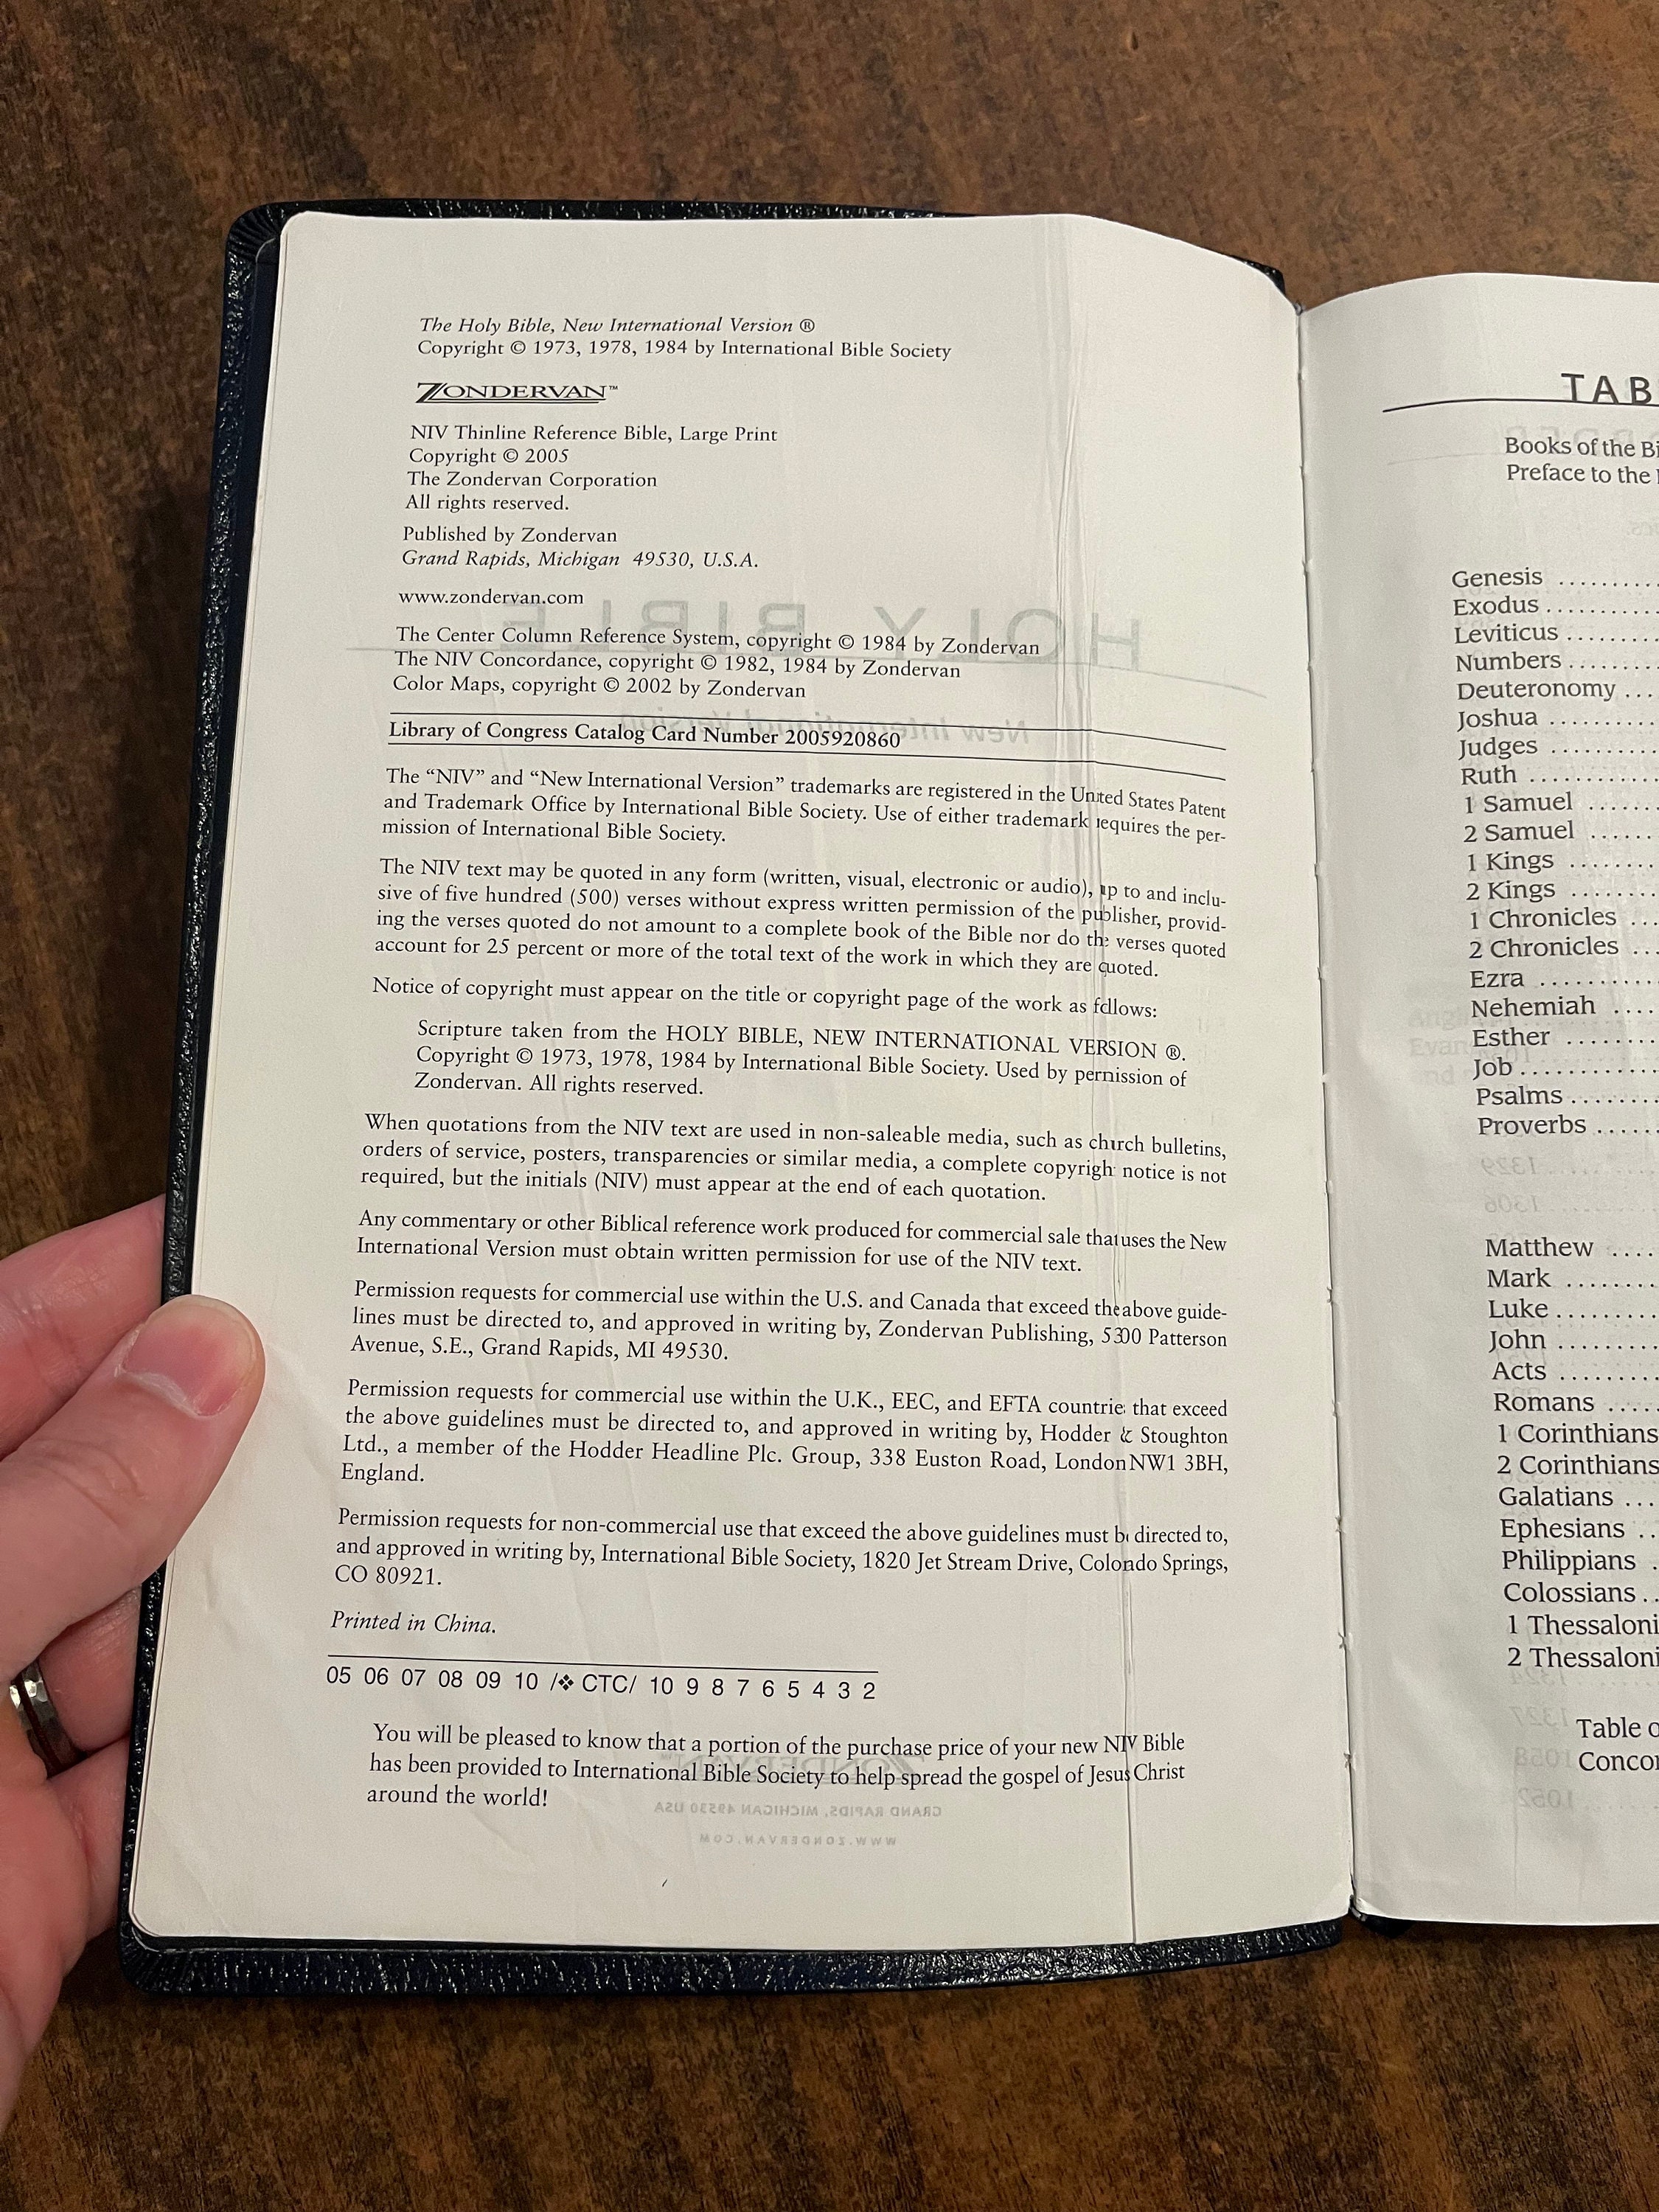 The Holy Bible, New International Version ®
Copyright © 1973, 1978, 1984 by International Bible Society
ZONDERVAN™
NIV Thinline Reference Bible, Large Print
Copyright © 2005
The Zondervan Corporation
All rights reserved.
Published by Zondervan
Grand Rapids, Michigan 49530, U.S.A.
www.zondervan.com
The Center Column Reference System, copyright © 1984 by Zondervan
The NIV Concordance, copyright © 1982, 1984 by Zondervan
Color Maps, copyright © 2002 by Zondervan
Library of Congress Catalog Card Number 2005920860
The “NIV” and “New International Version” trademarks are registered in the United States Patent
and Trademark Office by International Bible Society. Use of either trademark requires the per-
mission of International Bible Society.
The NIV text may be quoted in any form (written, visual, electronic or audio), up to and inclu-
sive of five hundred (500) verses without express written permission of the publisher, provid-
ing the verses quoted do not amount to a complete book of the Bible nor do the verses quoted
account for 25 percent or more of the total text of the work in which they are quoted.
Notice of copyright must appear on the title or copyright page of the work as follows:
Scripture taken from the HOLY BIBLE, NEW INTERNATIONAL VERSION ®.
Copyright © 1973, 1978, 1984 by International Bible Society. Used by permission of
Zondervan. All rights reserved.
When quotations from the NIV text are used in non-saleable media, such as church bulletins,
orders of service, posters, transparencies or similar media, a complete copyright notice is not
required, but the initials (NIV) must appear at the end of each quotation.
Any commentary or other Biblical reference work produced for commercial sale that uses the New
International Version must obtain written permission for use of the NIV text.
Permission requests for commercial use within the U.S. and Canada that exceed the above guide-
lines must be directed to, and approved in writing by, Zondervan Publishing, 5300 Patterson
Avenue, S.E., Grand Rapids, MI 49530.
Permission requests for commercial use within the U.K., EEC, and EFTA countries that exceed
the above guidelines must be directed to, and approved in writing by, Hodder & Stoughton
Ltd., a member of the Hodder Headline Plc. Group, 338 Euston Road, London NW1 3BH,
England.
Permission requests for non-commercial use that exceed the above guidelines must be directed to,
and approved in writing by, International Bible Society, 1820 Jet Stream Drive, Colorado Springs,
CO 80921.
Printed in China.
05 06 07 08 09 10 /❖ CTC/ 10 9 8 7 6 5 4 3 2
You will be pleased to know that a portion of the purchase price of your new NIV Bible
has been provided to International Bible Society to help spread the gospel of Jesus Christ
around the world!
TAB
Books of the Bi
Preface to the
Genesis ..........
Exodus ..........
Leviticus ........
Numbers ........
Deuteronomy ...
Joshua ..........
Judges ..........
Ruth ............
1 Samuel .......
2 Samuel ......
1 Kings ........
2 Kings ........
1 Chronicles ...
2 Chronicles ...
Ezra ............
Nehemiah .....
Esther .........
Job .............
Psalms .........
Proverbs .......
Matthew ....
Mark ........
Luke .........
John .........
Acts .........
Romans .....
1 Corinthians
2 Corinthians
Galatians ...
Ephesians ..
Philippians .
Colossians ..
1 Thessaloni
2 Thessaloni
Table o
Concor